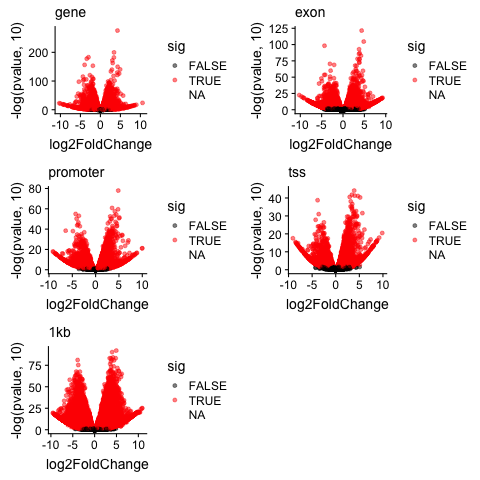 gene
-log(pvalue, 10)
200
100
0
-10 -5 0 5 10
log2FoldChange
sig
FALSE
TRUE
NA
exon
-log(pvalue, 10)
125
100
75
50
25
0
-10 -5 0 5 10
log2FoldChange
sig
FALSE
TRUE
NA
promoter
-log(pvalue, 10)
80
60
40
20
0
-10 -5 0 5 10
log2FoldChange
sig
FALSE
TRUE
NA
tss
-log(pvalue, 10)
40
30
20
10
0
-10 -5 0 5 10
log2FoldChange
sig
FALSE
TRUE
NA
1kb
-log(pvalue, 10)
75
50
25
0
-10 -5 0 5 10
log2FoldChange
sig
FALSE
TRUE
NA